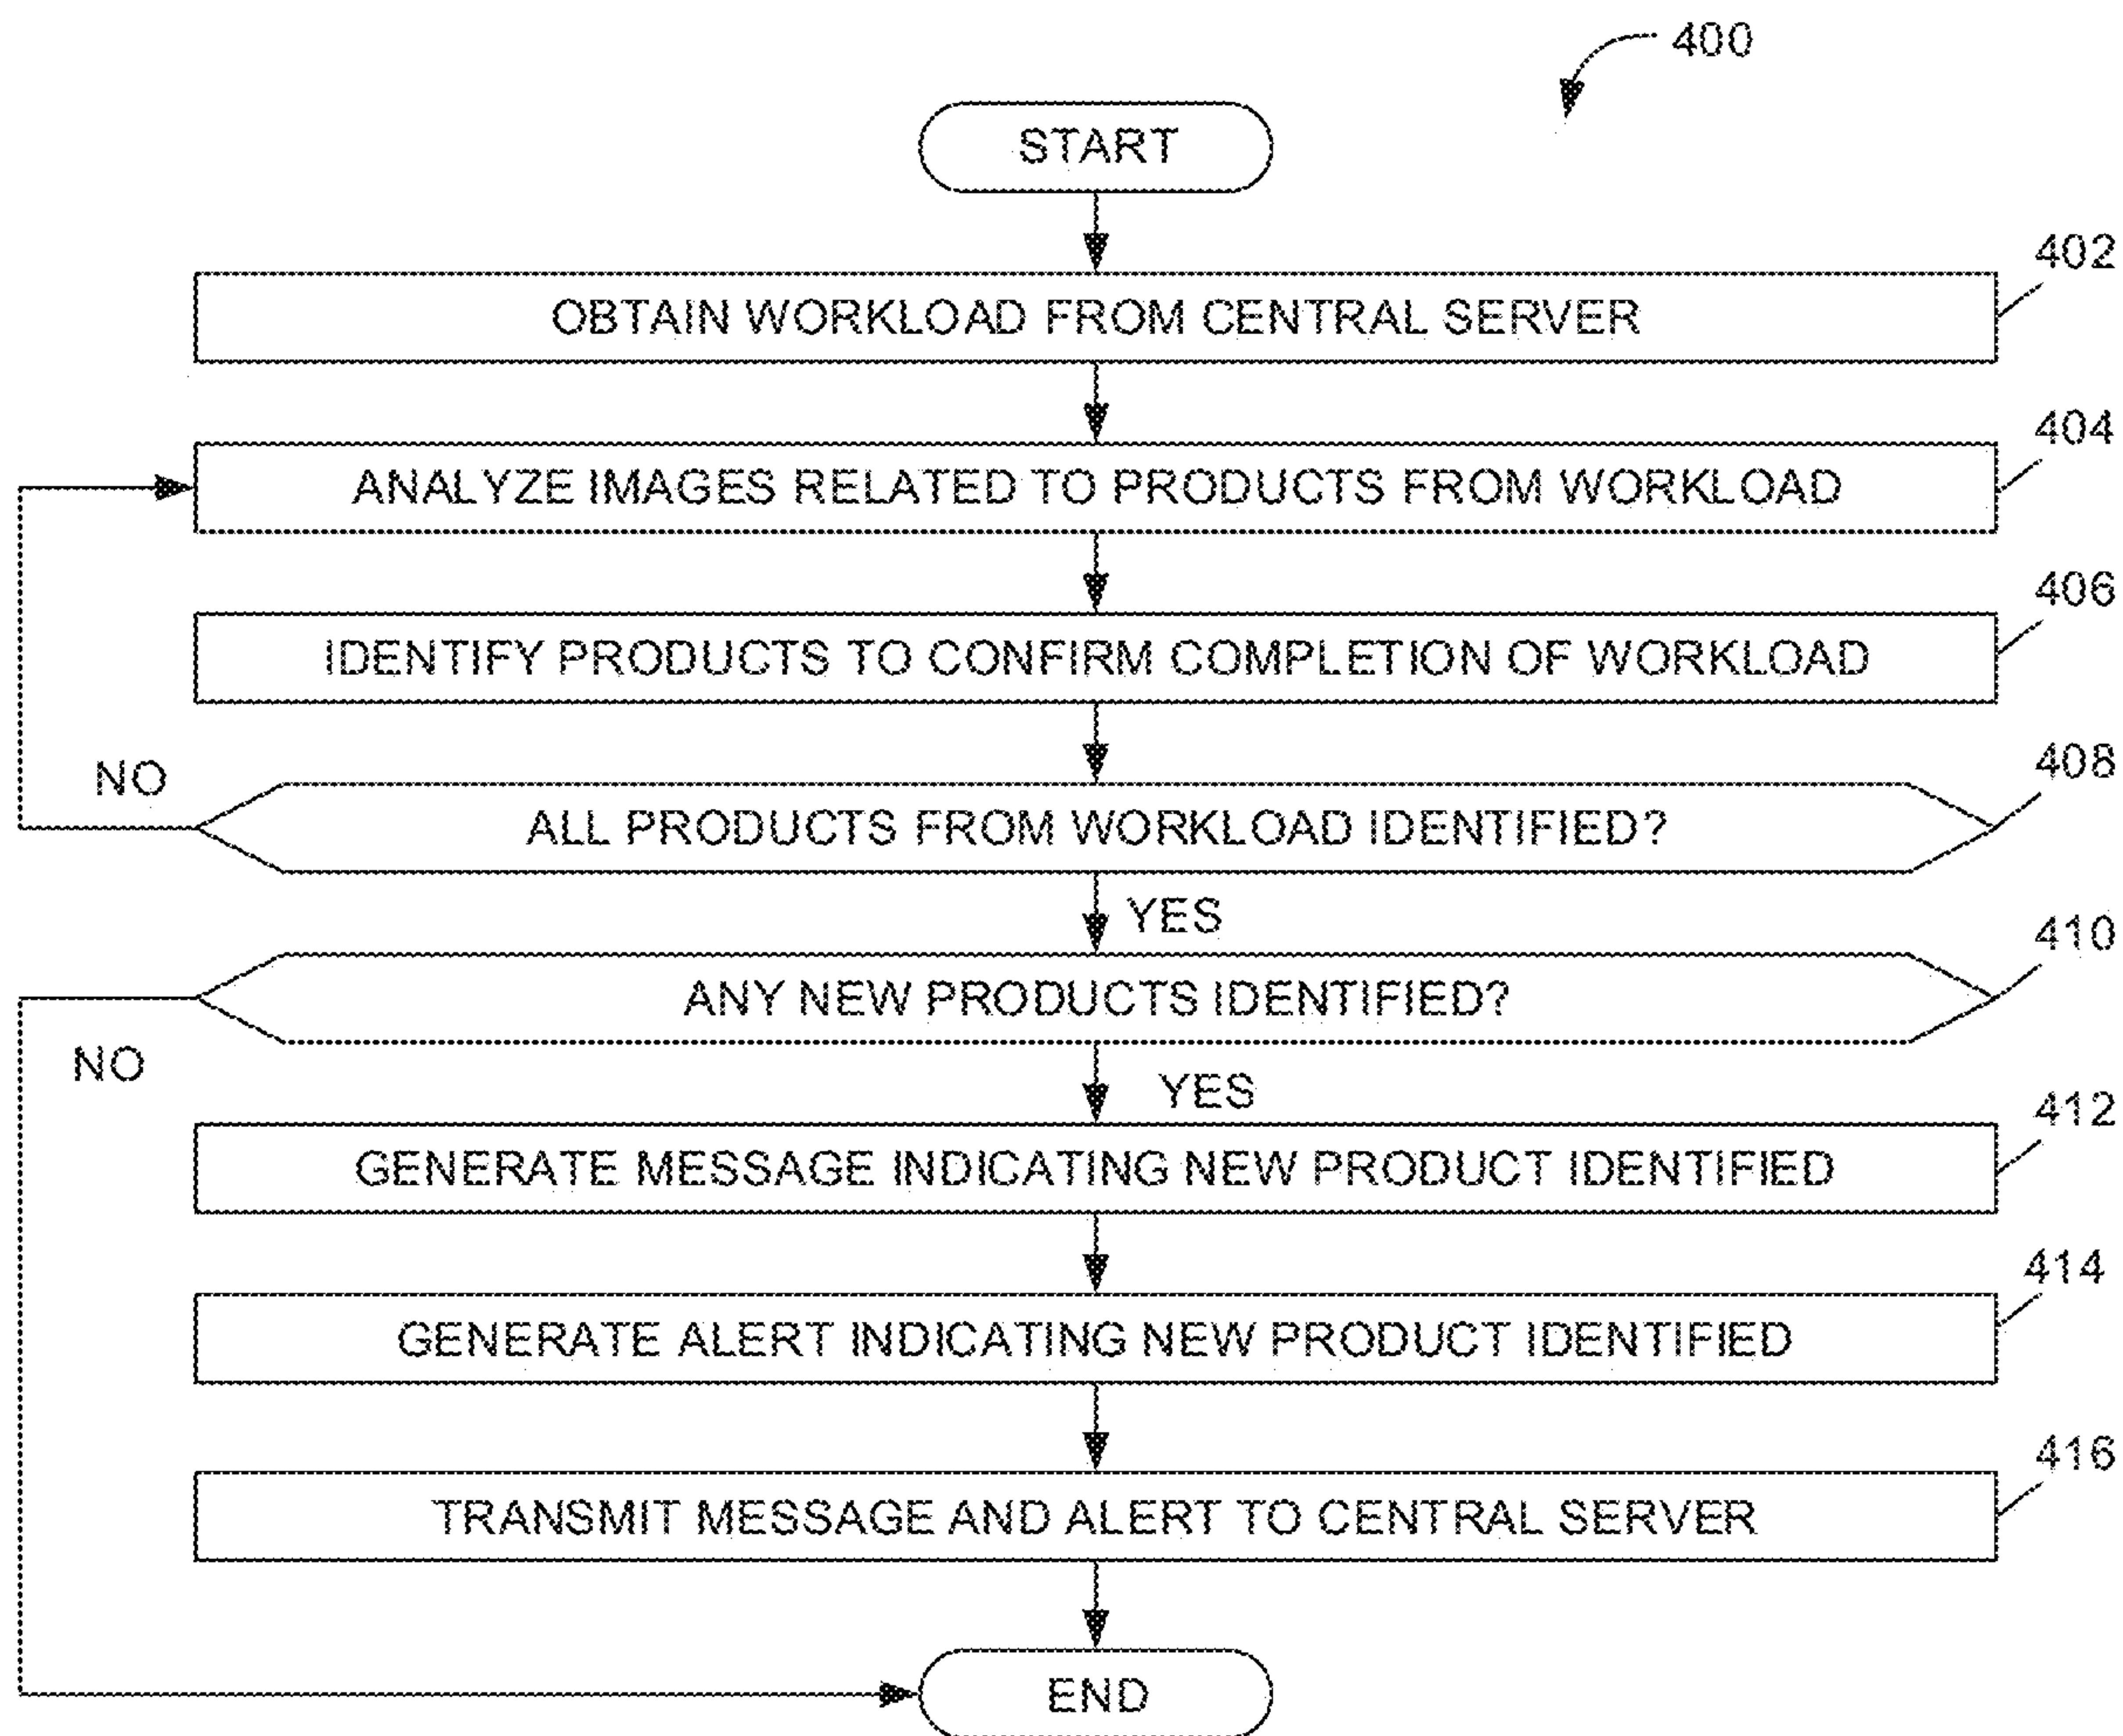 400
START
402
OBTAIN WORKLOAD FROM CENTRAL SERVER
404
ANALYZE IMAGES RELATED TO PRODUCTS FROM WORKLOAD
406
IDENTIFY PRODUCTS TO CONFIRM COMPLETION OF WORKLOAD
408
NO
ALL PRODUCTS FROM WORKLOAD IDENTIFIED?
YES
410
ANY NEW PRODUCTS IDENTIFIED?
NO
YES
412
GENERATE MESSAGE INDICATING NEW PRODUCT IDENTIFIED
414
GENERATE ALERT INDICATING NEW PRODUCT IDENTIFIED
416
TRANSMIT MESSAGE AND ALERT TO CENTRAL SERVER
END